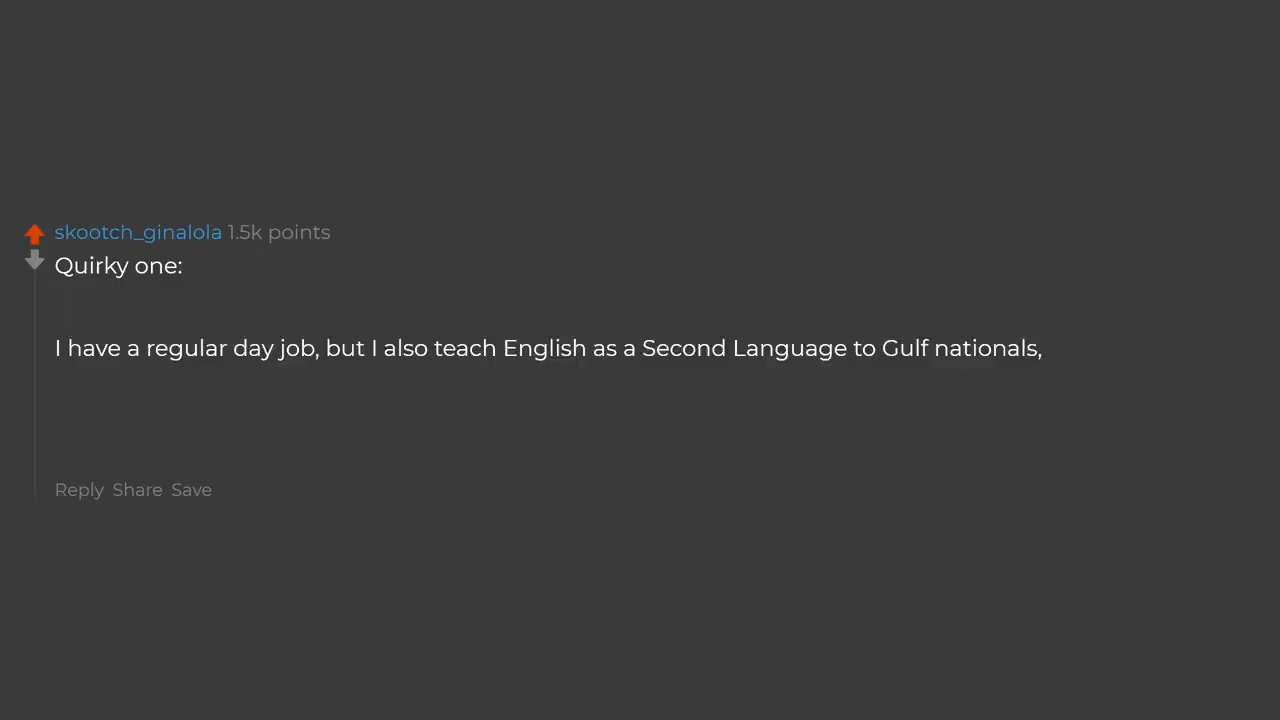 skootch_ginalola 1.5k points
Quirky one:
I have a regular day job, but I also teach English as a Second Language to Gulf nationals,
Reply Share Save